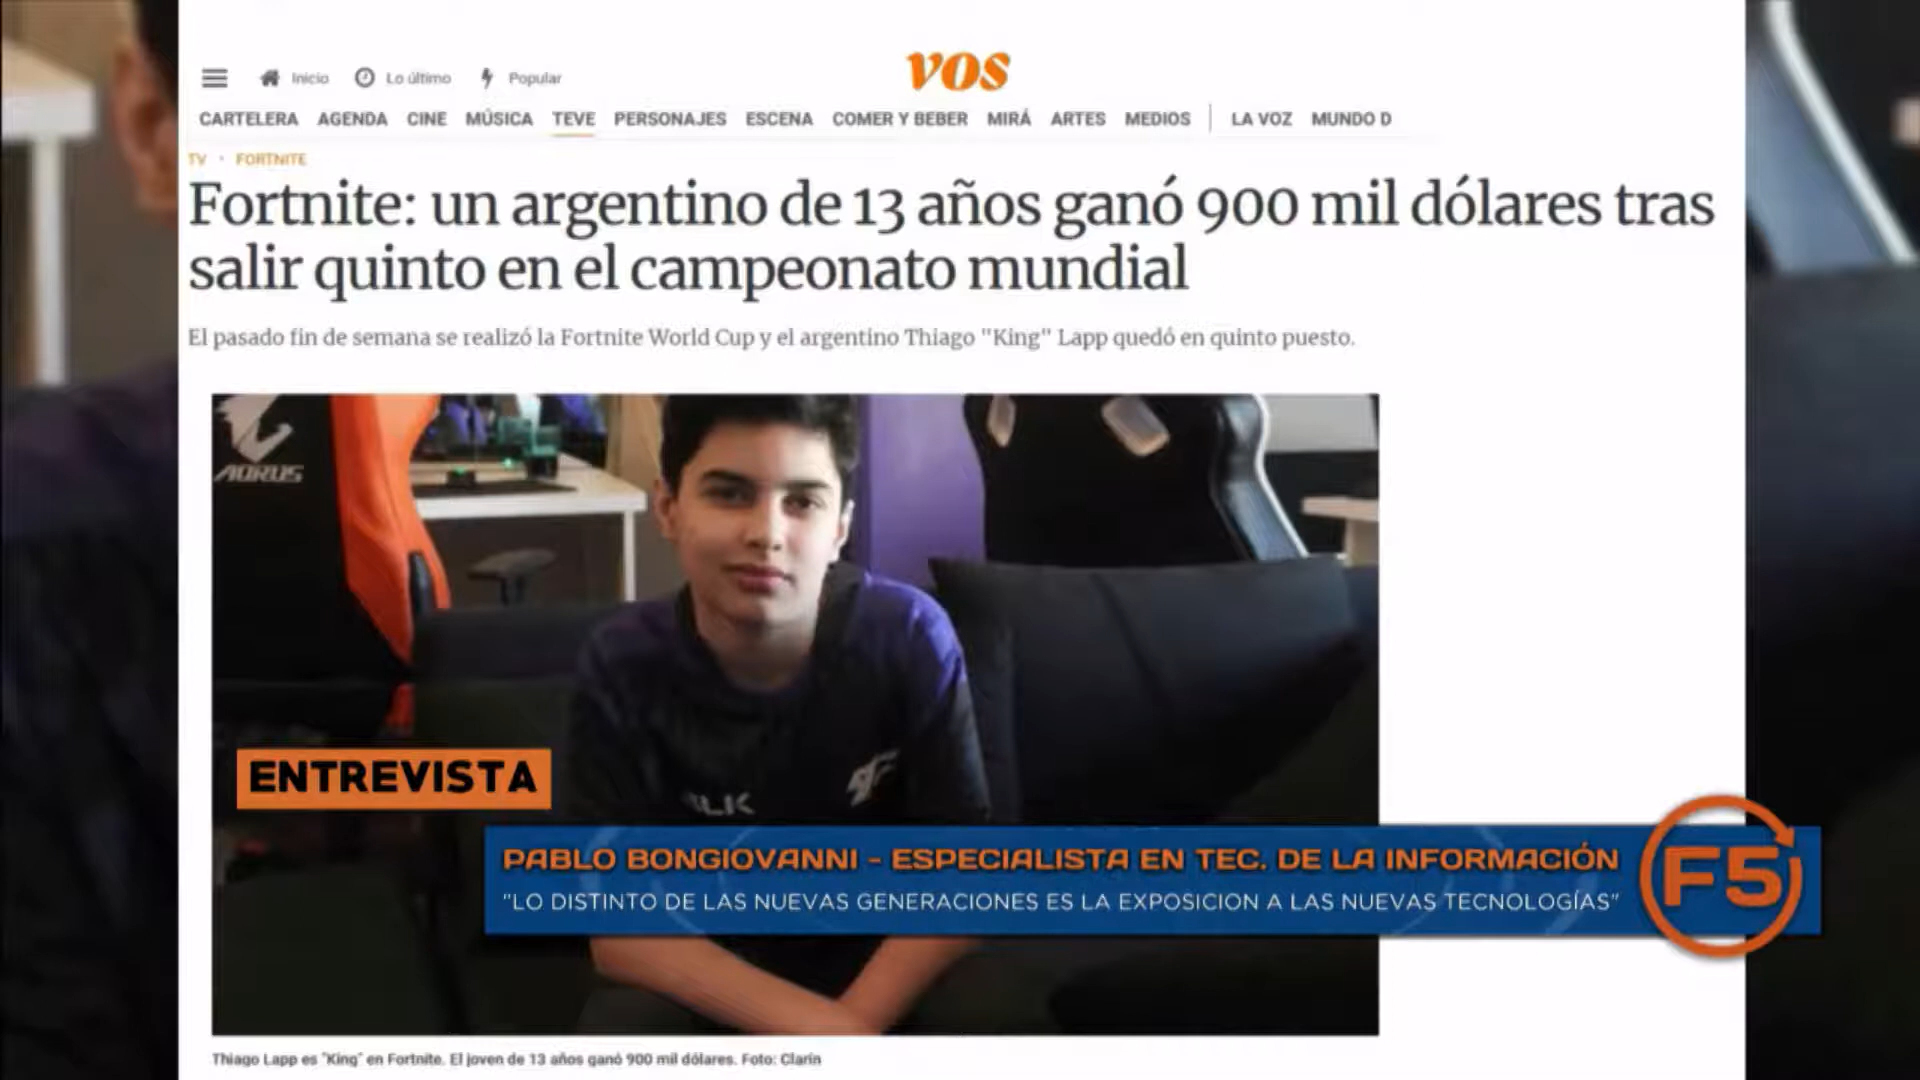 Inicio Lo último Popular
vos
CARTELERA AGENDA CINE MÚSICA TEVE PERSONAJES ESCENA COMER Y BEBER MIRÁ ARTES MEDIOS LA VOZ MUNDO D
TV · FORTNITE
Fortnite: un argentino de 13 años ganó 900 mil dólares tras
salir quinto en el campeonato mundial
El pasado fin de semana se realizó la Fortnite World Cup y el argentino Thiago "King" Lapp quedó en quinto puesto.
AORUS
ENTREVISTA
PABLO BONGIOVANNI - ESPECIALISTA EN TEC. DE LA INFORMACIÓN
"LO DISTINTO DE LAS NUEVAS GENERACIONES ES LA EXPOSICION A LAS NUEVAS TECNOLOGÍAS"
F5
Thiago Lapp es "King" en Fortnite. El joven de 13 años ganó 900 mil dólares. Foto: Clarín